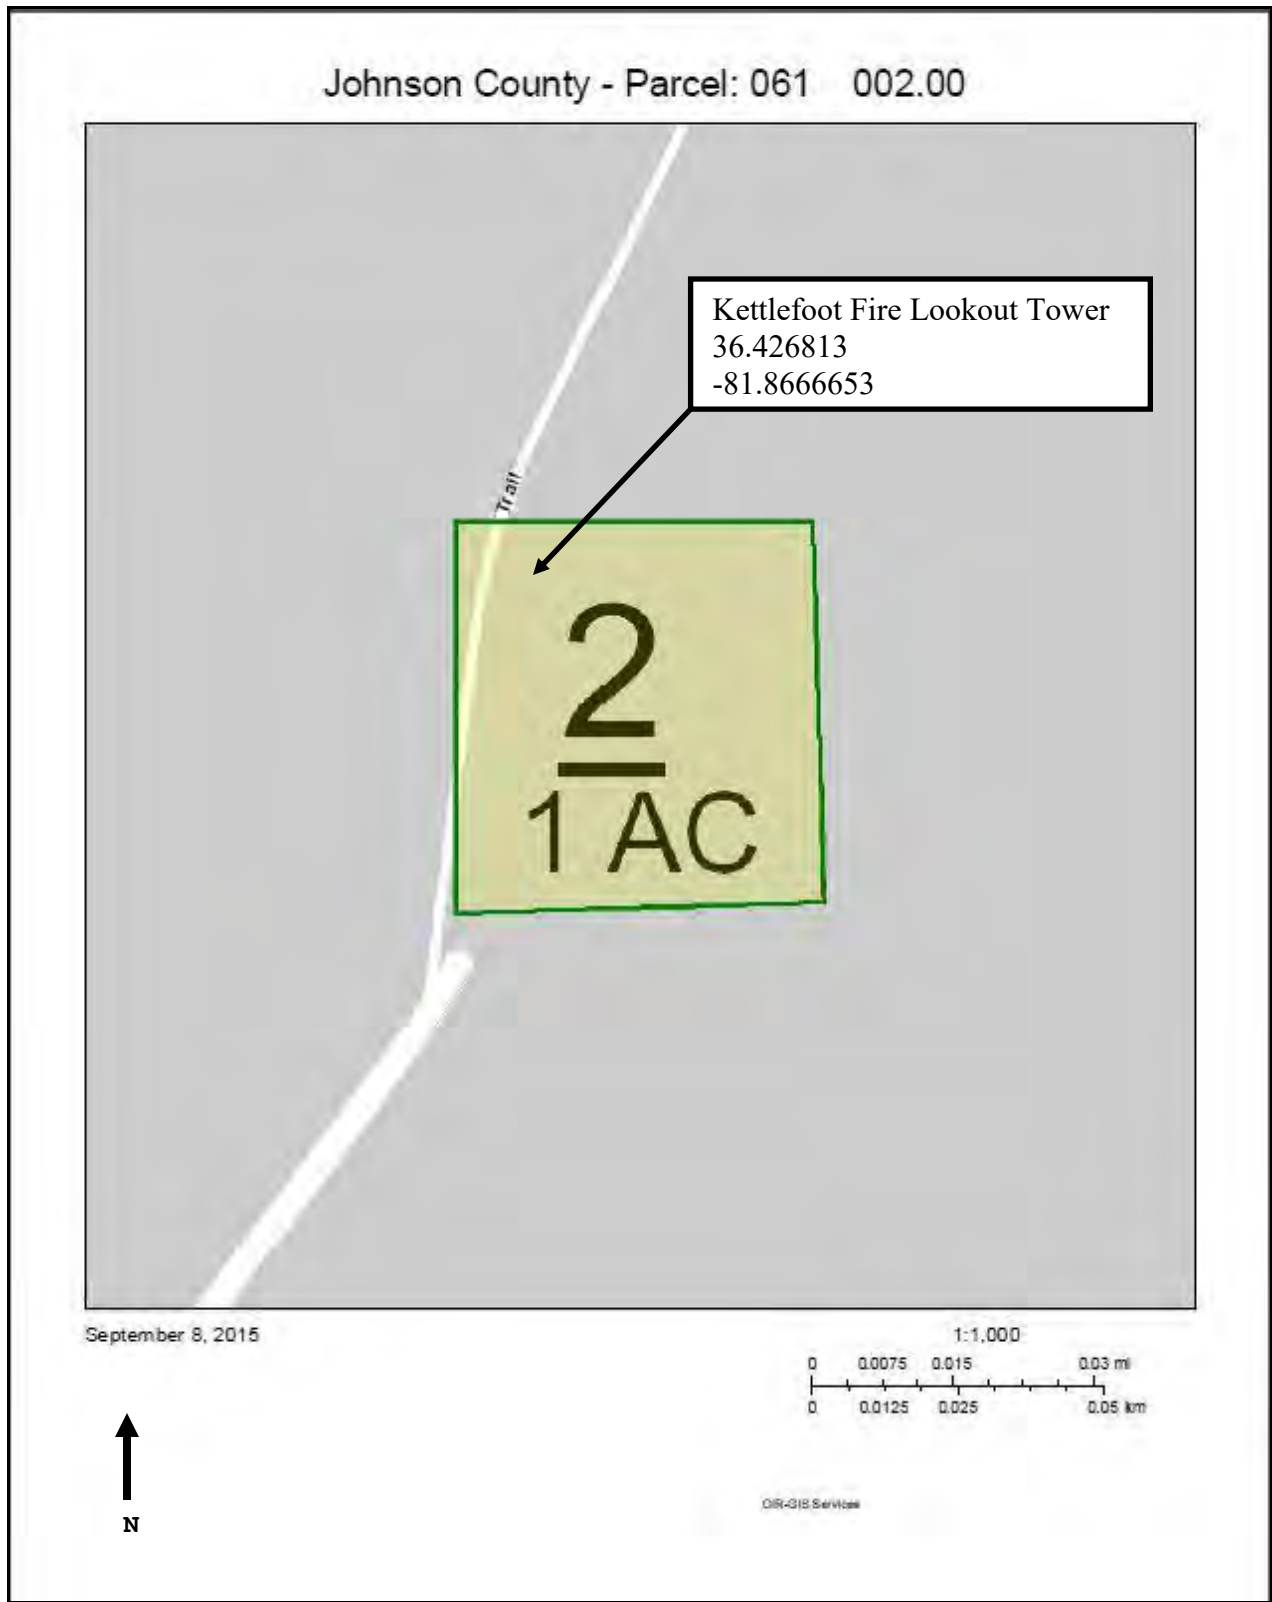 Johnson County - Parcel: 061 002.00
Kettlefoot Fire Lookout Tower
36.426813
-81.8666653
Trail
2
1 AC
September 8, 2015
1:1,000
0 0.0075 0.015 0.03 mi
0 0.0125 0.025 0.05 km
N
OIR-GIS Services